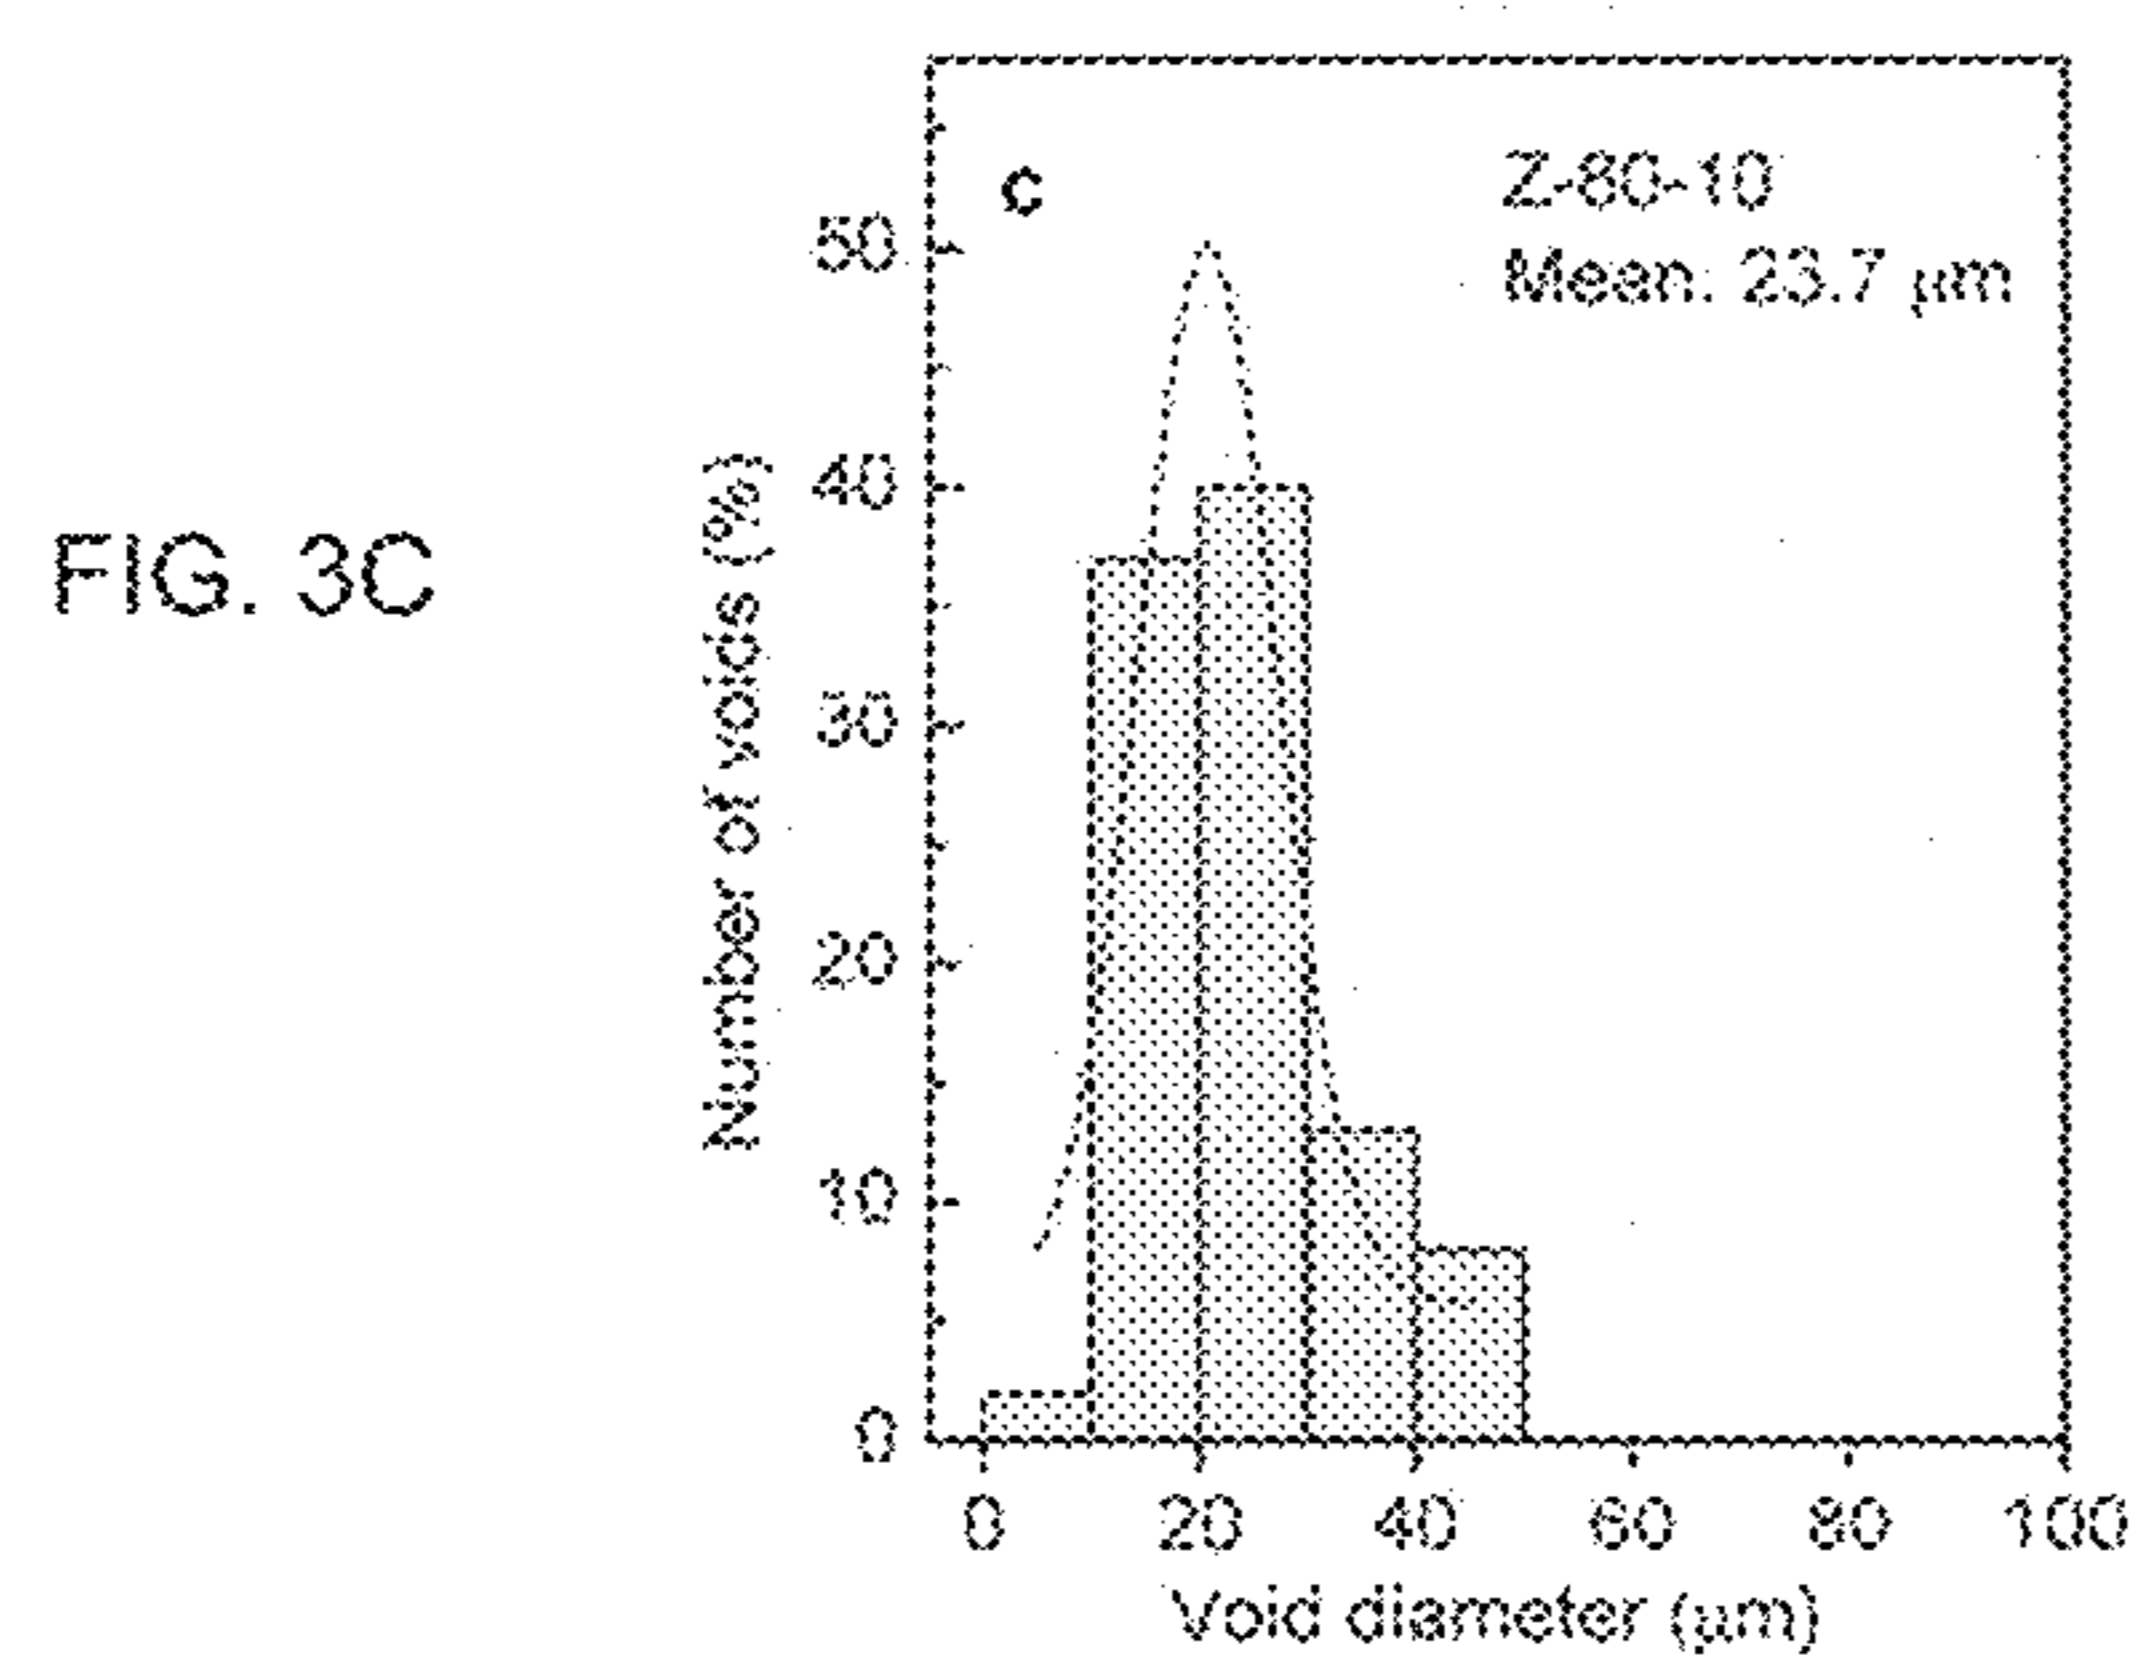 FIG. 3C
c
Z-80-10
Mean: 23.7 µm
Number of voids (%)
50
40
30
20
10
0
0 20 40 60 80 100
Void diameter (µm)